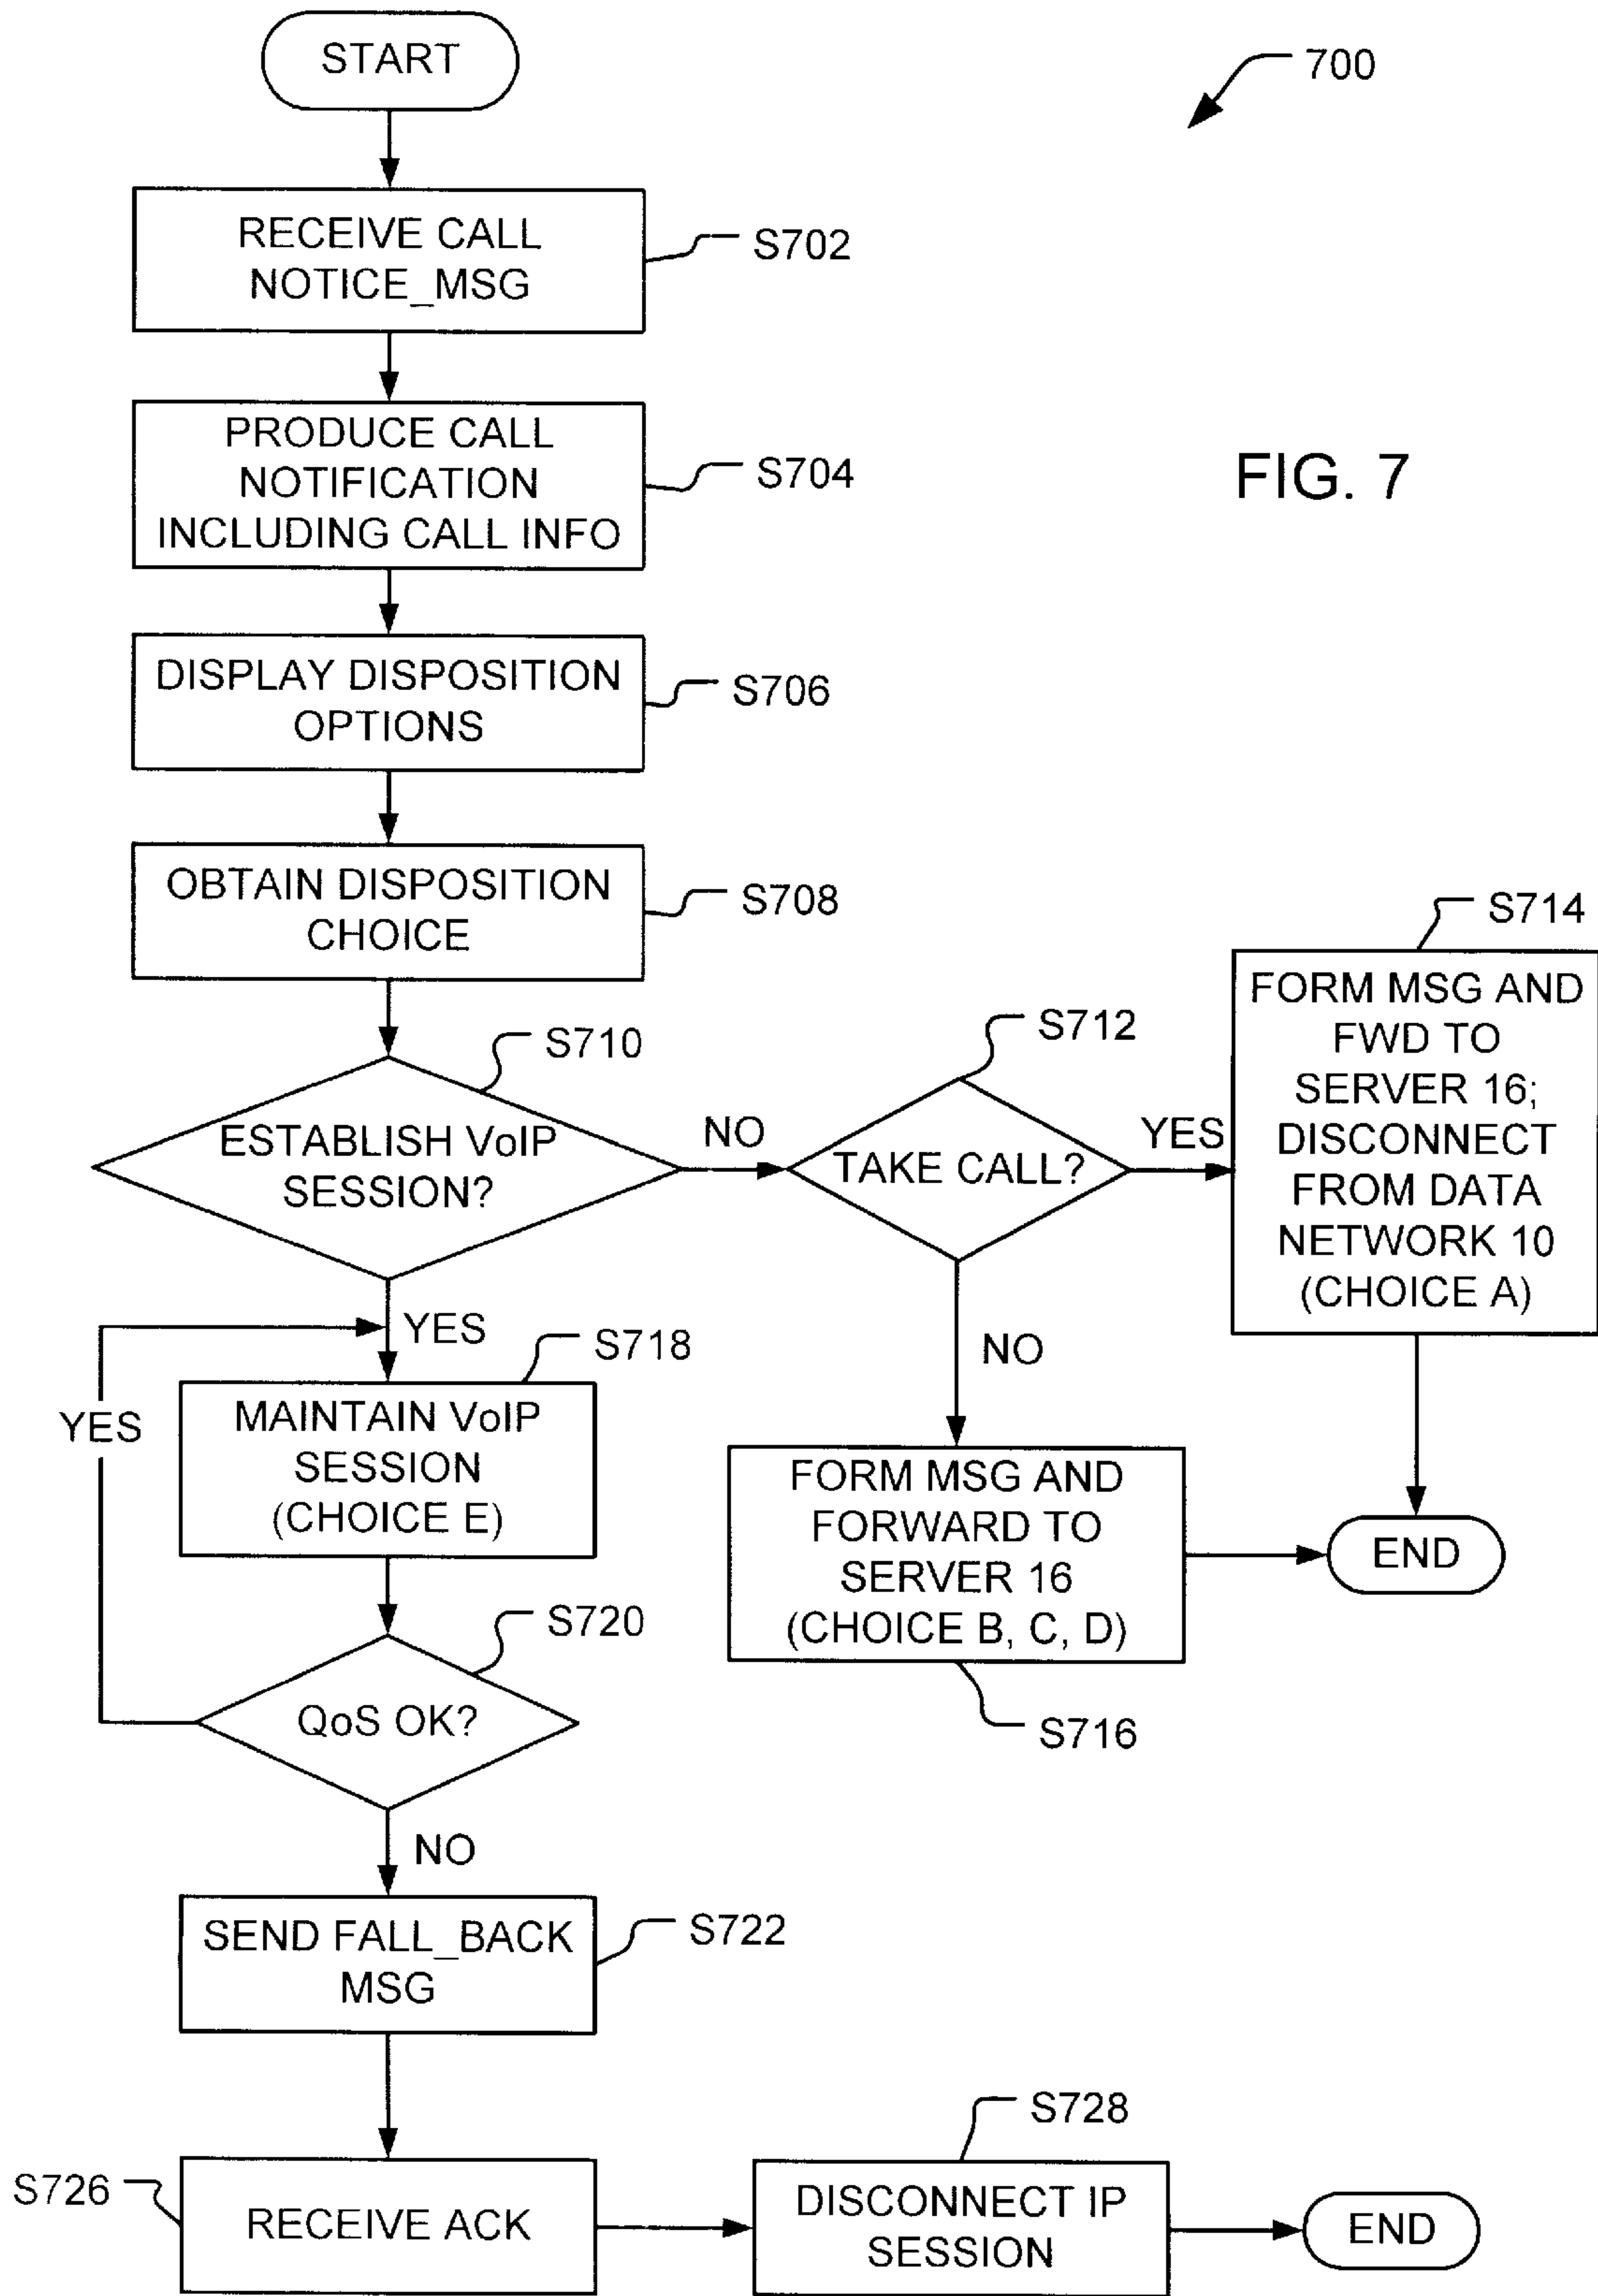 START
700
RECEIVE CALL
NOTICE_MSG
S702
PRODUCE CALL
NOTIFICATION
INCLUDING CALL INFO
S704
FIG. 7
DISPLAY DISPOSITION
OPTIONS
S706
OBTAIN DISPOSITION
CHOICE
S708
S710
ESTABLISH VoIP
SESSION?
NO
S712
TAKE CALL?
YES
S714
FORM MSG AND
FWD TO
SERVER 16;
DISCONNECT
FROM DATA
NETWORK 10
(CHOICE A)
YES
NO
S718
MAINTAIN VoIP
SESSION
(CHOICE E)
YES
FORM MSG AND
FORWARD TO
SERVER 16
(CHOICE B, C, D)
S716
END
S720
QoS OK?
NO
SEND FALL_BACK
MSG
S722
S726
RECEIVE ACK
S728
DISCONNECT IP
SESSION
END